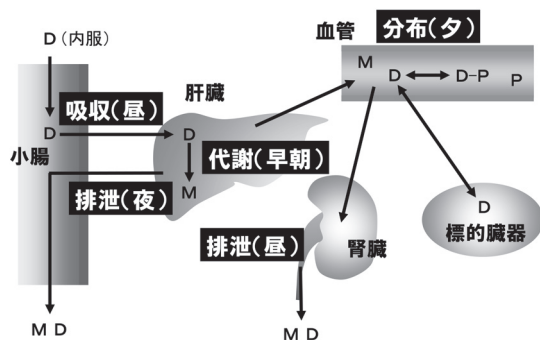 血管 分布(夕)
D(内服)
M
D D-P P
吸収(昼)
肝臓
D D
小腸
代謝(早朝)
M
排泄(夜)
D
標的臓器
排泄(昼)
腎臓
M D
M D